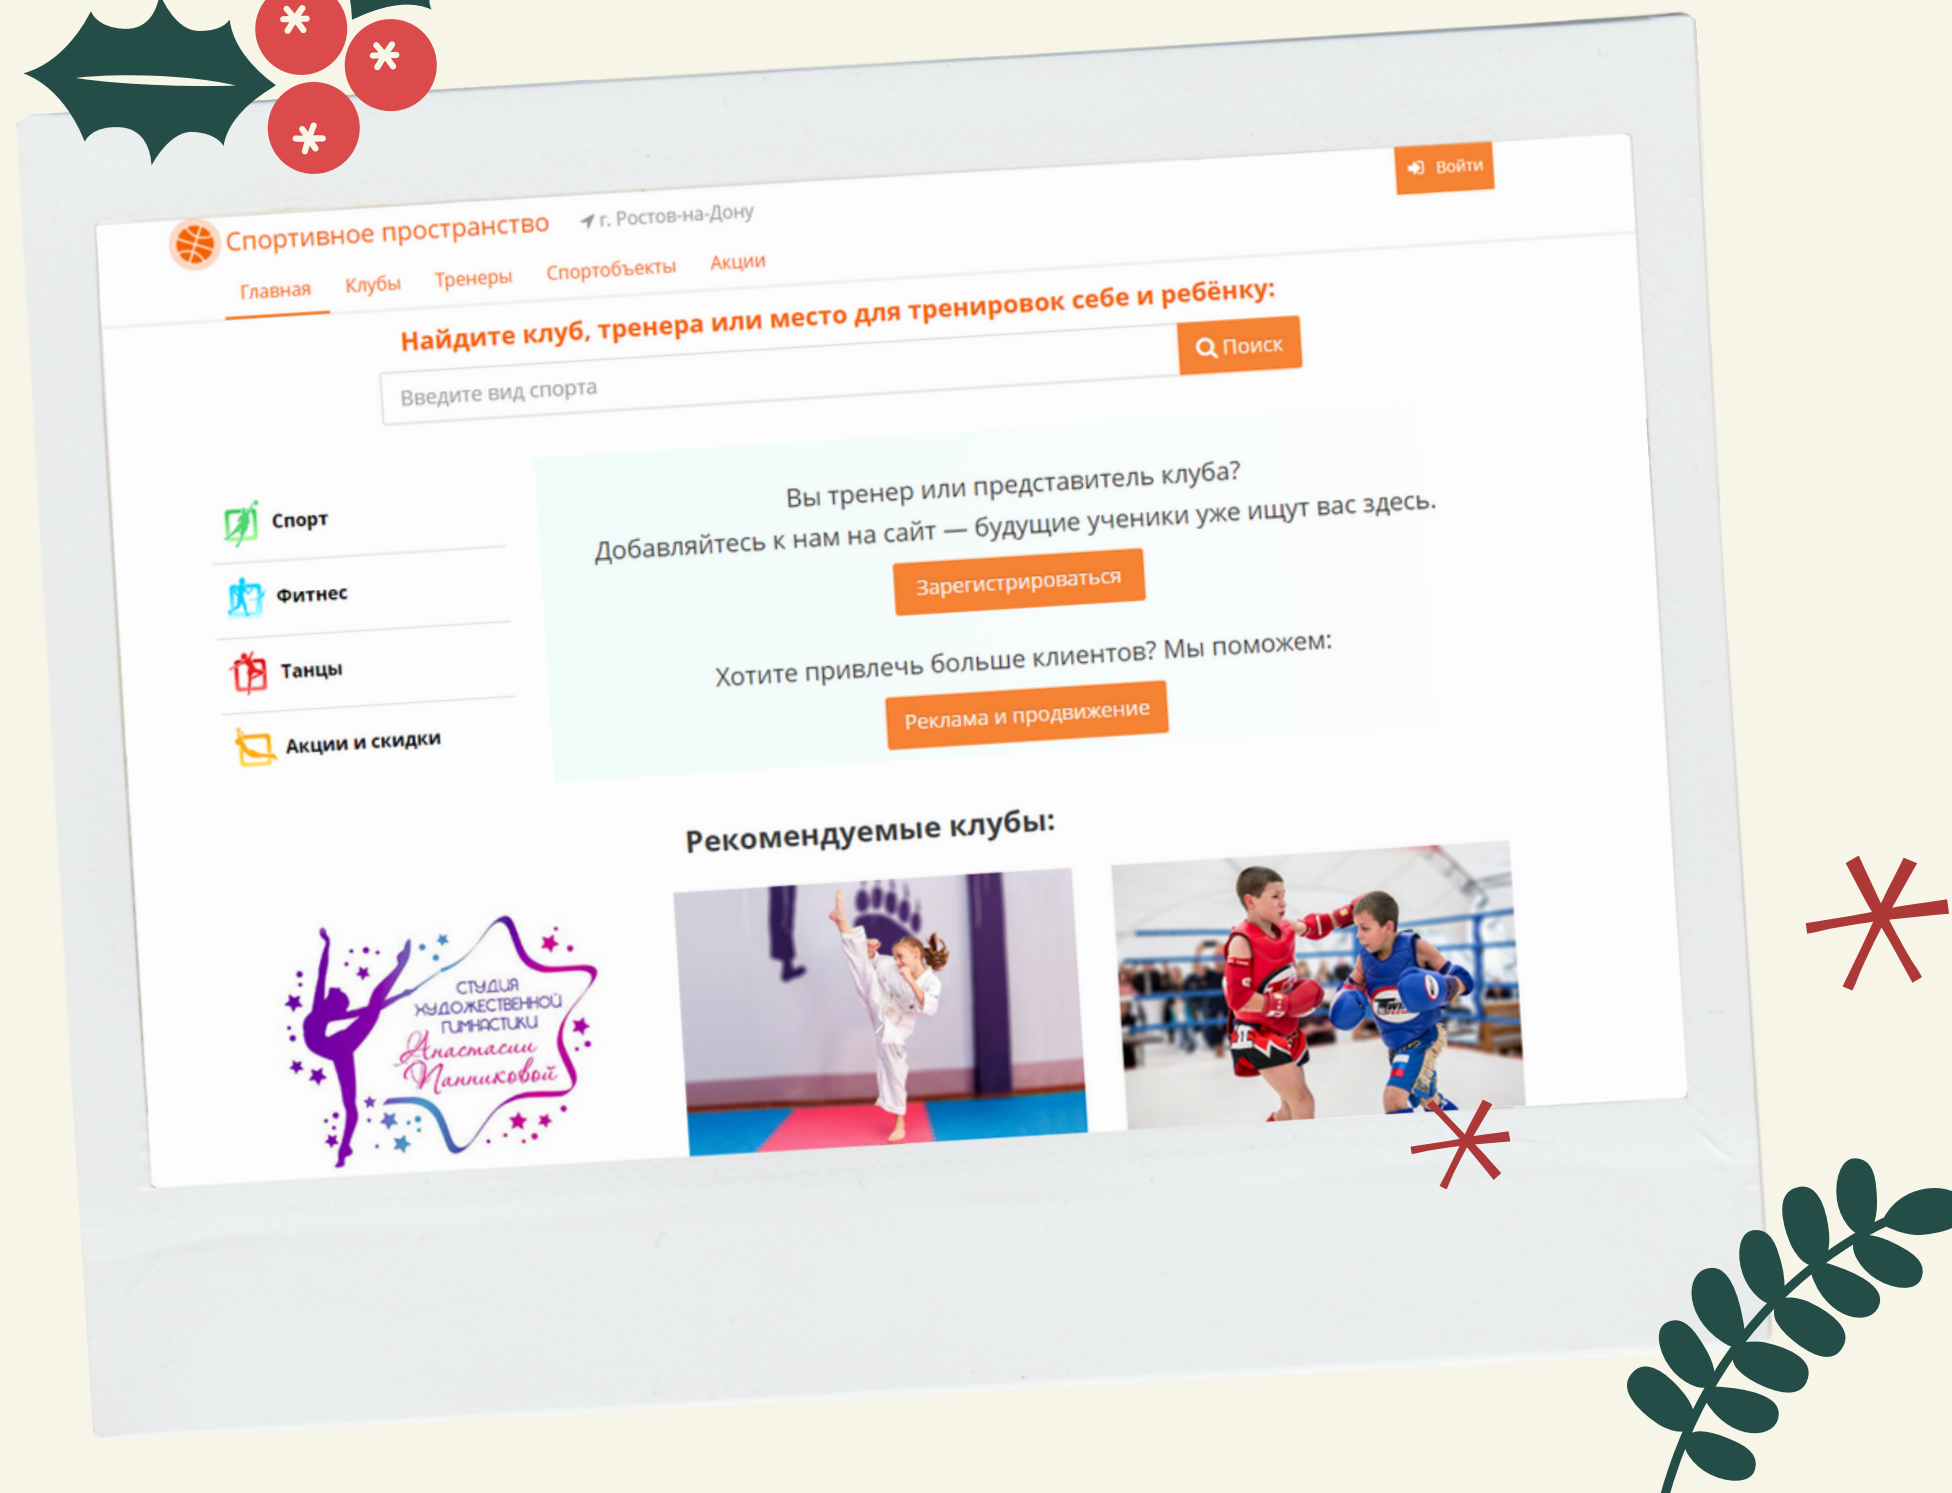 Войти
Спортивное пространство
г. Ростов-на-Дону
Главная Клубы Тренеры Спортобъекты Акции
Найдите клуб, тренера или место для тренировок себе и ребёнку:
Введите вид спорта
Поиск
Спорт
Фитнес
Танцы
Акции и скидки
Вы тренер или представитель клуба?
Добавляйтесь к нам на сайт — будущие ученики уже ищут вас здесь.
Зарегистрироваться
Хотите привлечь больше клиентов? Мы поможем:
Реклама и продвижение
Рекомендуемые клубы:
СТУДИЯ
ХУДОЖЕСТВЕННОЙ
ГИМНАСТИКИ
Анастасии
Панниковой